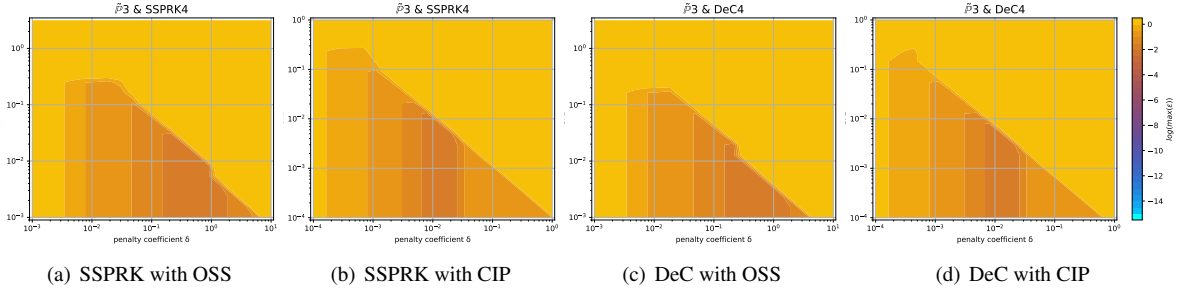 ℙ̃3 & SSPRK4
ℙ̃3 & SSPRK4
ℙ̃3 & DeC4
ℙ̃3 & DeC4
10⁰
10⁻¹
10⁻²
10⁻³
10⁻³ 10⁻² 10⁻¹ 10⁰ 10¹
penalty coefficient δ
10⁰
10⁻¹
10⁻²
10⁻³
10⁻⁴
10⁻⁴ 10⁻³ 10⁻² 10⁻¹ 10⁰
penalty coefficient δ
10⁰
10⁻¹
10⁻²
10⁻³
10⁻³ 10⁻² 10⁻¹ 10⁰ 10¹
penalty coefficient δ
10⁰
10⁻¹
10⁻²
10⁻³
10⁻⁴
10⁻⁴ 10⁻³ 10⁻² 10⁻¹ 10⁰
penalty coefficient δ
0
−2
−4
−6
−8
−10
−12
−14
log(max(ε))
(a) SSPRK with OSS
(b) SSPRK with CIP
(c) DeC with OSS
(d) DeC with CIP